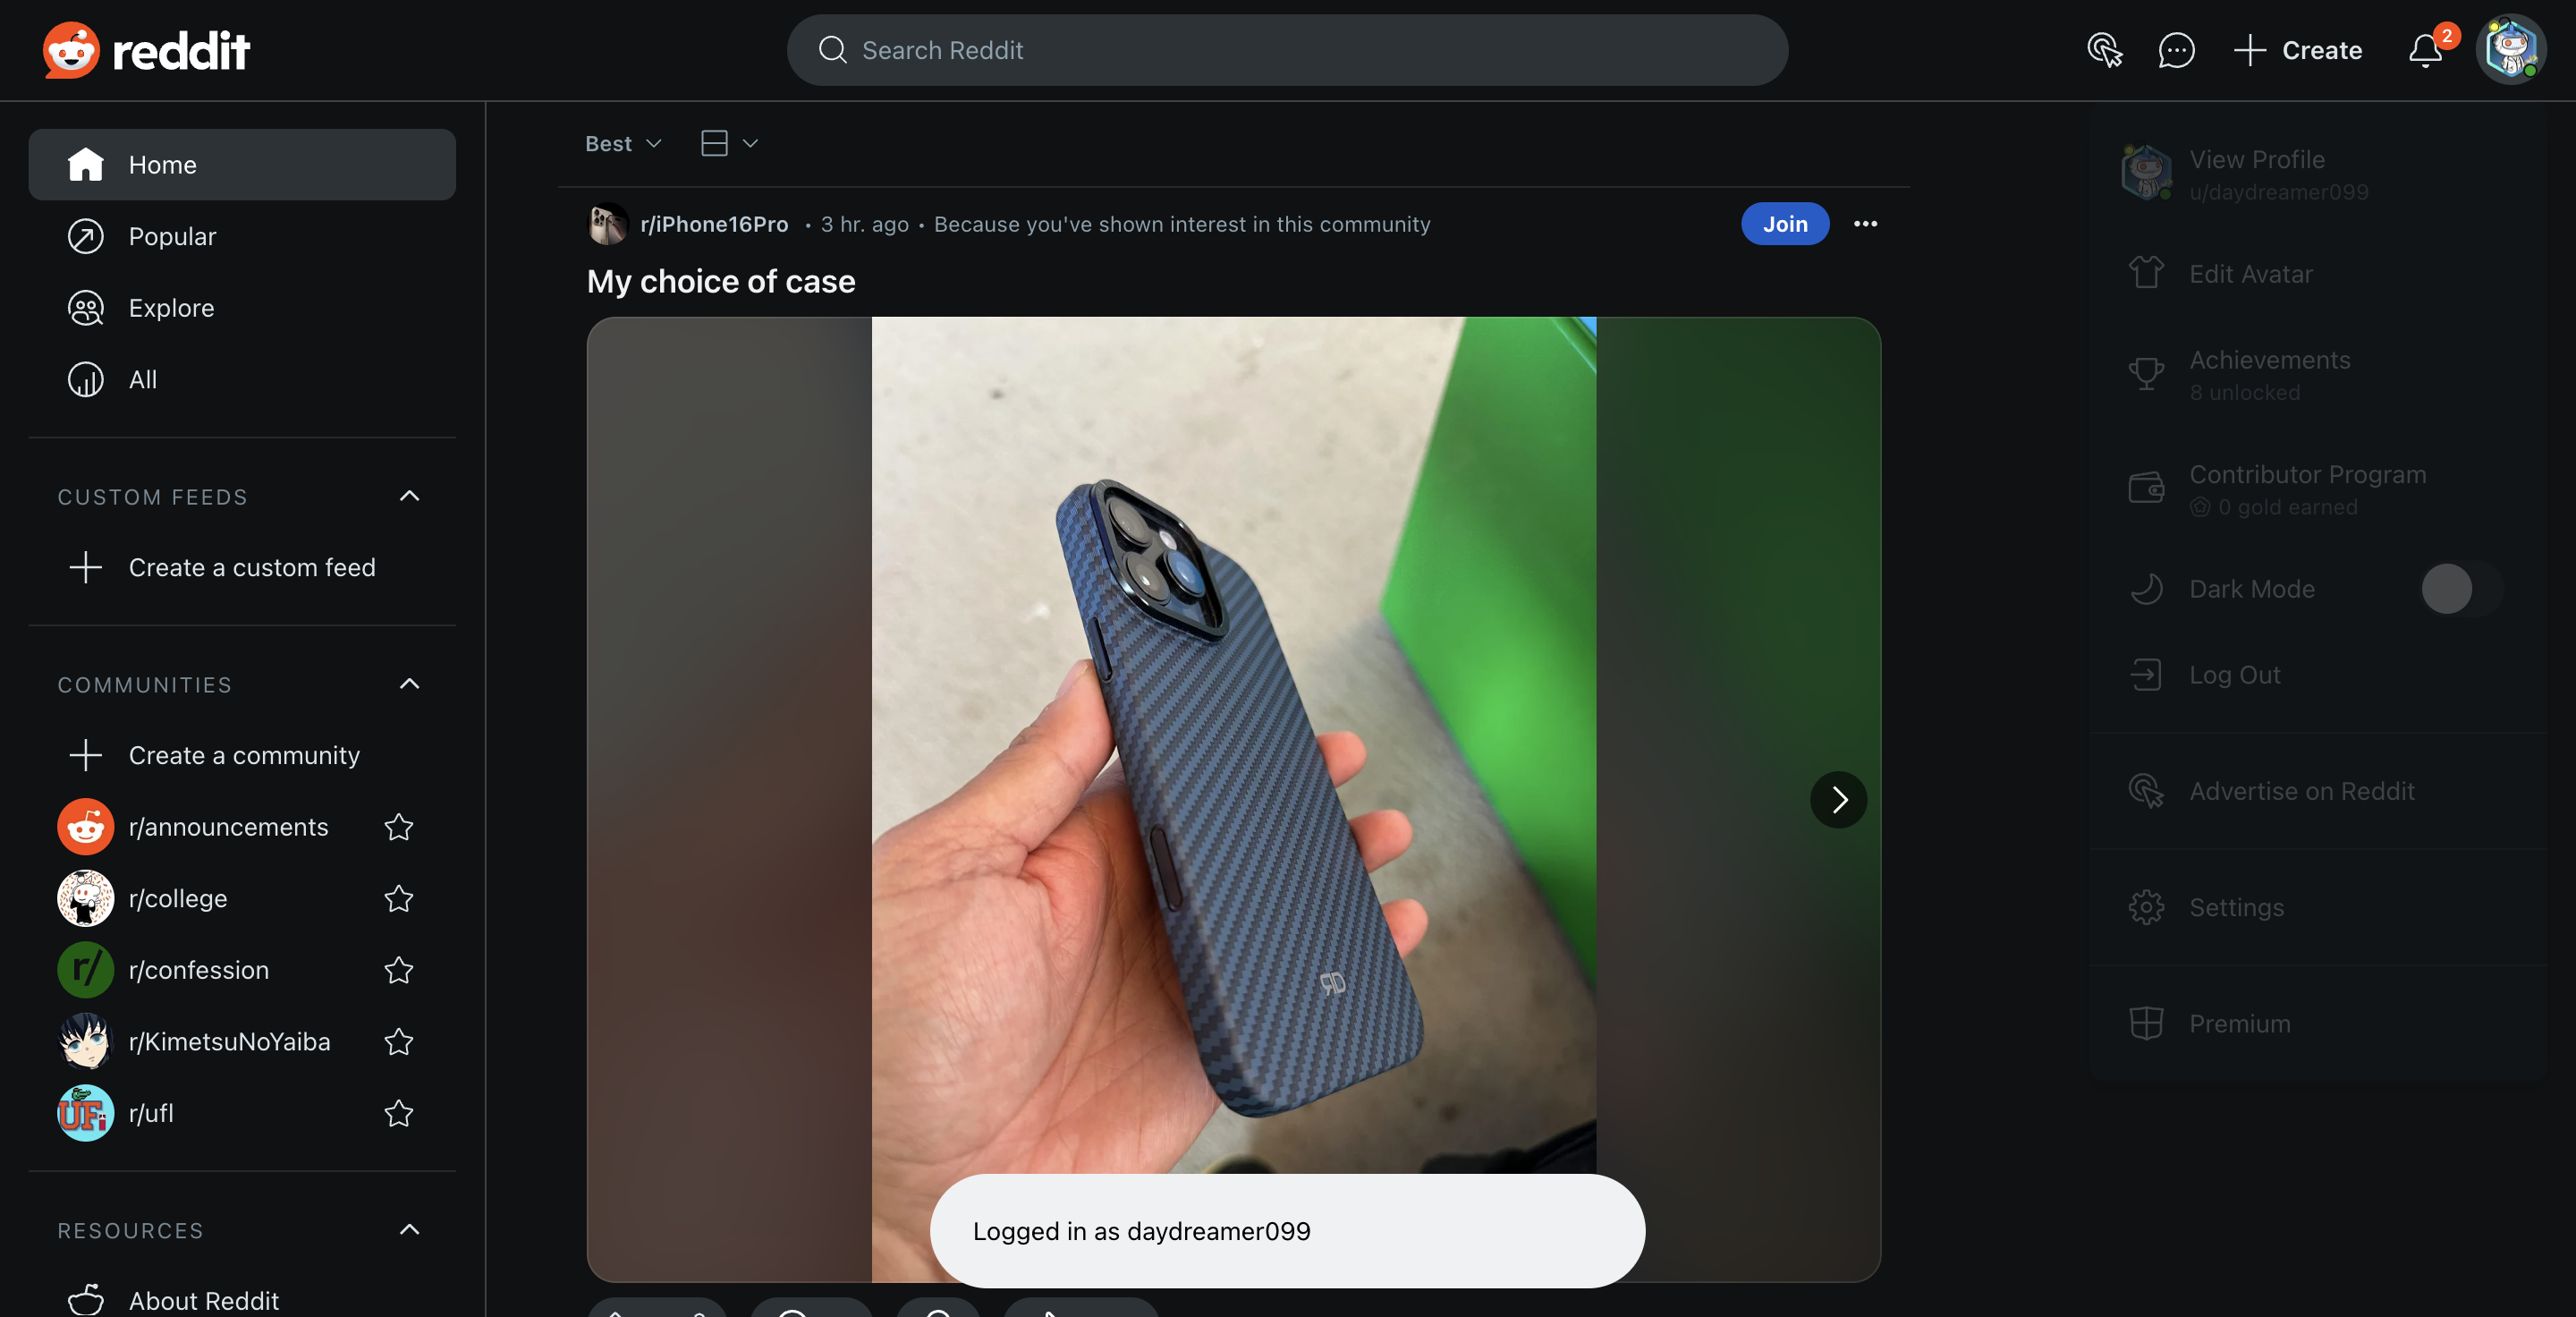 reddit
Search Reddit
Create
2
Home
Popular
Explore
All
CUSTOM FEEDS
Create a custom feed
COMMUNITIES
Create a community
r/announcements
r/college
r/confession
r/KimetsuNoYaiba
UF
r/ufl
RESOURCES
About Reddit
Best
r/iPhone16Pro • 3 hr. ago • Because you've shown interest in this community
Join
My choice of case
Logged in as daydreamer099
View Profile
u/daydreamer099
Edit Avatar
Achievements
8 unlocked
Contributor Program
0 gold earned
Dark Mode
Log Out
Advertise on Reddit
Settings
Premium